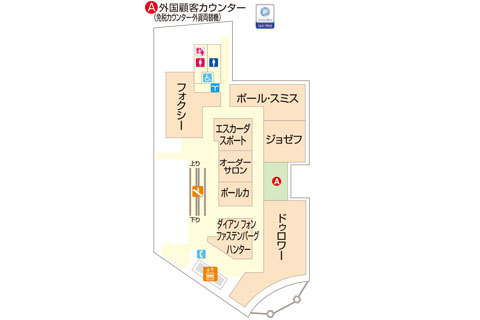 A 外国顧客カウンター
(免税カウンター・外貨両替機)
フォクシー
ポール・スミス
エスカーダ
スポート
ジョゼフ
オーダー
サロン
A
上り
ボールカ
下り
ダイアン フォン
ファステンバーグ
ハンター
ドゥロワー